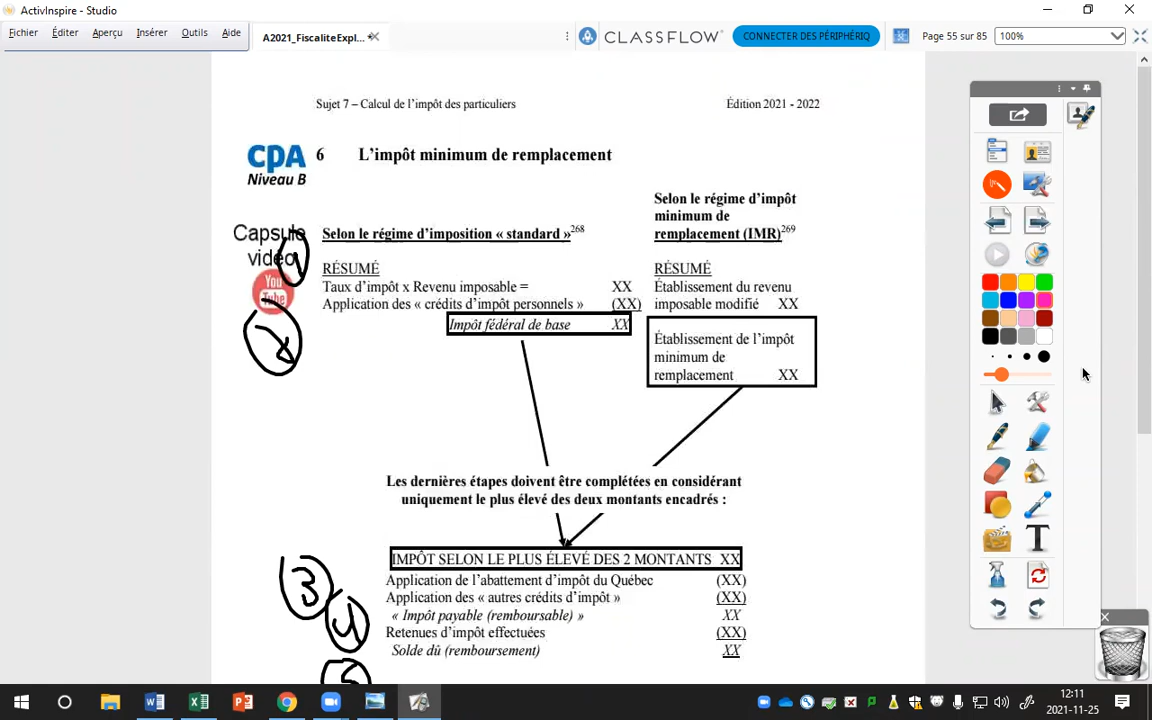 ActivInspire - Studio
Fichier Éditer Aperçu Insérer Outils Aide
A2021_FiscaliteExpl...
CLASSFLOW
CONNECTER DES PÉRIPHÉRIQ
Page 55 sur 85
100%
Sujet 7 – Calcul de l'impôt des particuliers
Édition 2021 - 2022
CPA
Niveau B
6 L'impôt minimum de remplacement
Capsule
vidéo
You
Tube
1
2
Selon le régime d'imposition « standard »268
RÉSUMÉ
Taux d'impôt x Revenu imposable = XX
Application des « crédits d'impôt personnels » (XX)
Impôt fédéral de base XX
Selon le régime d'impôt
minimum de
remplacement (IMR)269
RÉSUMÉ
Établissement du revenu
imposable modifié XX
Établissement de l'impôt
minimum de
remplacement XX
Les dernières étapes doivent être complétées en considérant
uniquement le plus élevé des deux montants encadrés :
3
4
5
IMPÔT SELON LE PLUS ÉLEVÉ DES 2 MONTANTS XX
Application de l'abattement d'impôt du Québec (XX)
Application des « autres crédits d'impôt » (XX)
« Impôt payable (remboursable) » XX
Retenues d'impôt effectuées (XX)
Solde dû (remboursement) XX
T
12:11
2021-11-25